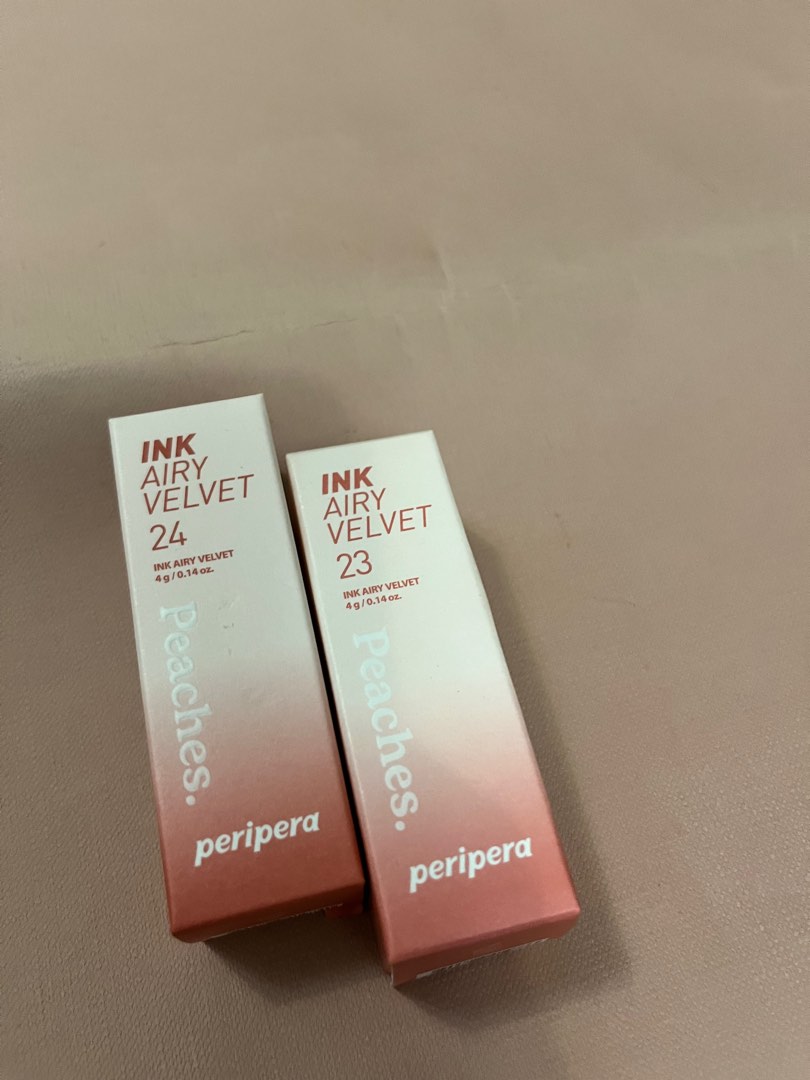 INK
AIRY
VELVET
24
INK AIRY VELVET
4 g / 0.14 oz.
Peaches.
peripera
INK
AIRY
VELVET
23
INK AIRY VELVET
4 g / 0.14 oz.
Peaches.
peripera